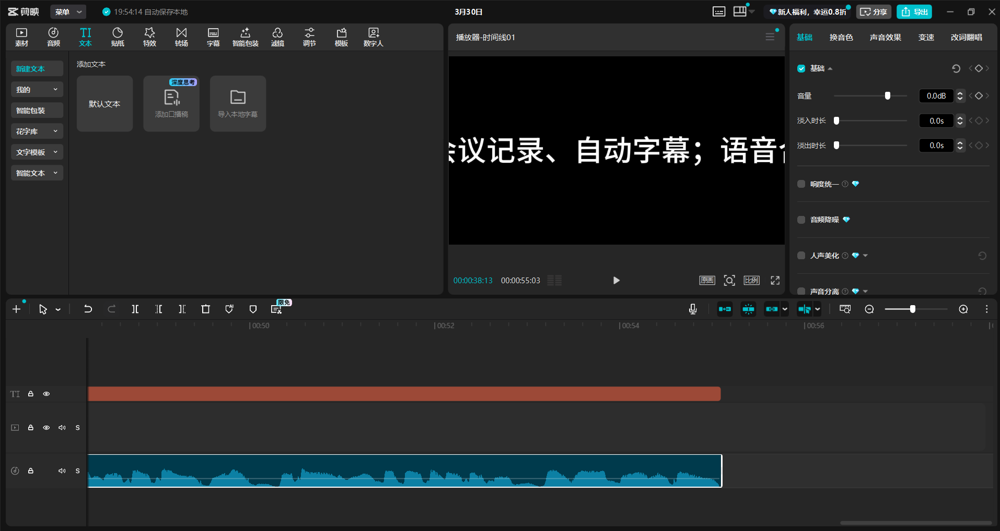 剪映
菜单
19:54:14 自动保存本地
3月30日
新人福利，幸运0.8折
分享
导出
素材
音频
TI
文本
贴纸
特效
转场
字幕
智能包装
滤镜
调节
模板
数字人
新建文本
我的
智能包装
花字库
文字模板
智能文本
添加文本
默认文本
深度思考
添加口播稿
导入本地字幕
播放器-时间线01
会议记录、自动字幕；语音合
00:00:38:13
00:00:55:03
原画
比例
基础
换音色
声音效果
变速
改词翻唱
基础
音量
0.0dB
淡入时长
0.0s
淡出时长
0.0s
响度统一
音频降噪
人声美化
声音分离
限免
AI
00:50
00:52
00:54
00:56
TI
S
S